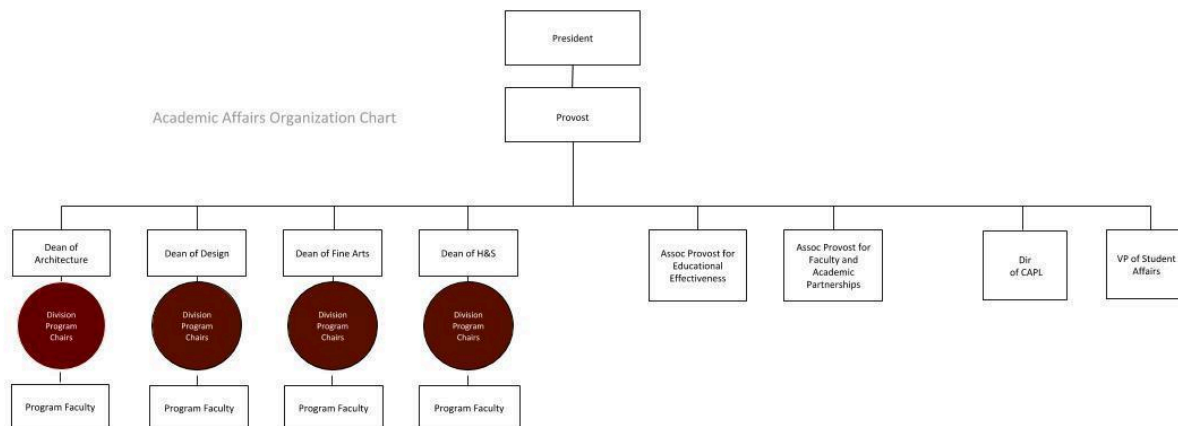 President
Academic Affairs Organization Chart
Provost
Dean of
Architecture
Dean of Design
Dean of Fine Arts
Dean of H&S
Assoc Provost for
Educational
Effectiveness
Assoc Provost for
Faculty and
Academic
Partnerships
Dir
of CAPL
VP of Student
Affairs
Division
Program
Chairs
Division
Program
Chairs
Division
Program
Chairs
Division
Program
Chairs
Program Faculty
Program Faculty
Program Faculty
Program Faculty